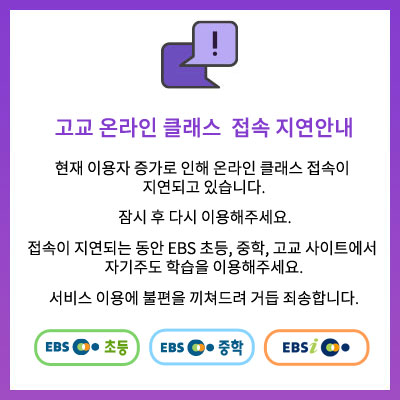 !
고교 온라인 클래스 접속 지연안내
현재 이용자 증가로 인해 온라인 클래스 접속이
지연되고 있습니다.
잠시 후 다시 이용해주세요.
접속이 지연되는 동안 EBS 초등, 중학, 고교 사이트에서
자기주도 학습을 이용해주세요.
서비스 이용에 불편을 끼쳐드려 거듭 죄송합니다.
EBS 초등
EBS 중학
EBSi